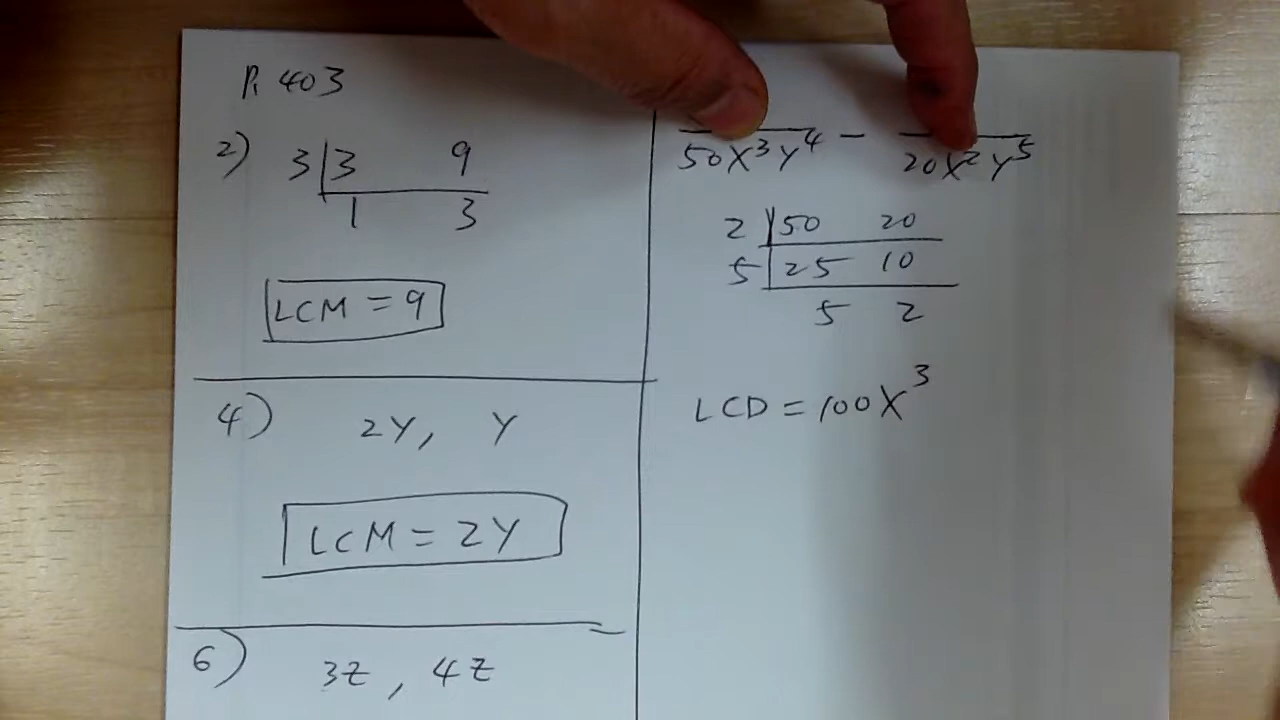 P. 403
2) 3 | 3 9
1 3
LCM = 9
4) 2Y, Y
LCM = 2Y
6) 3Z, 4Z
50X³Y⁴ − 20X²Y⁵
2 | 50 20
5 | 25 10
5 2
LCD = 100X³